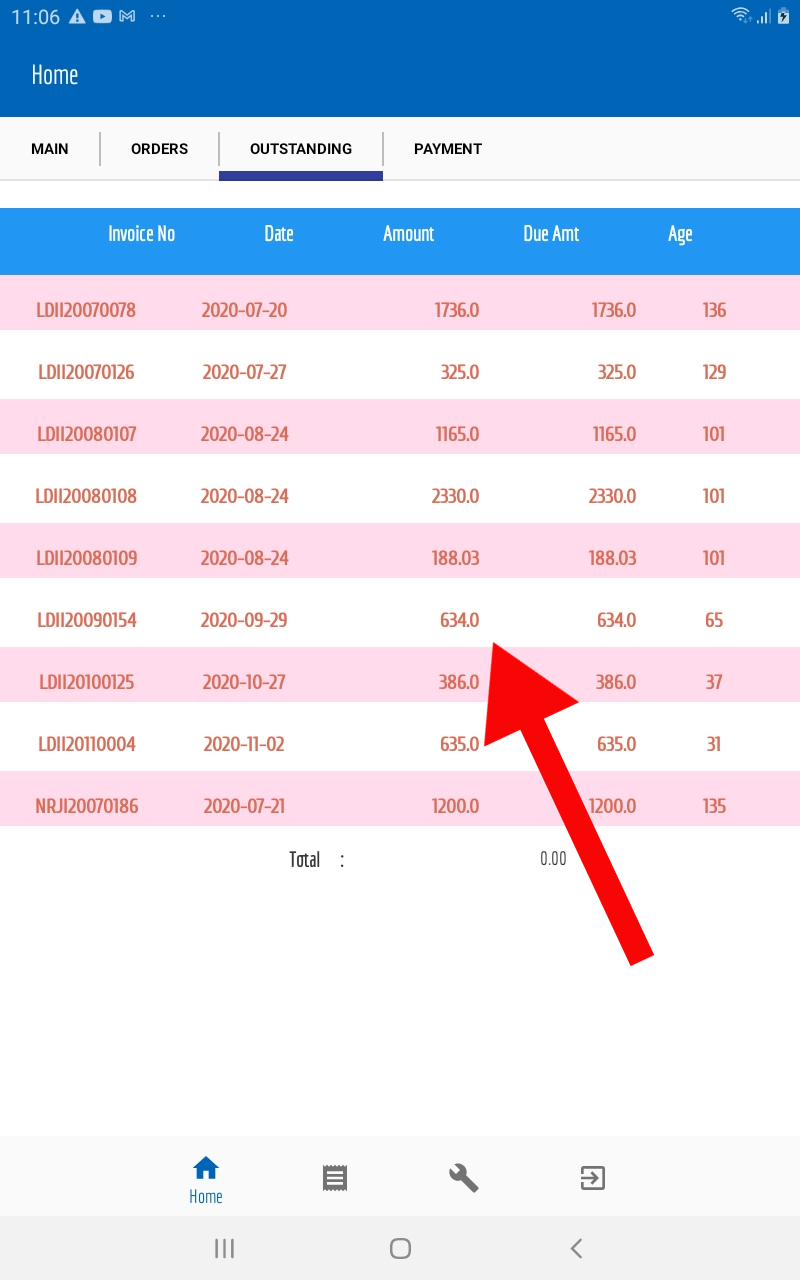 11:06
Home
MAIN ORDERS OUTSTANDING PAYMENT
Invoice No Date Amount Due Amt Age
LDII20070078 2020-07-20 1736.0 1736.0 136
LDII20070126 2020-07-27 325.0 325.0 129
LDII20080107 2020-08-24 1165.0 1165.0 101
LDII20080108 2020-08-24 2330.0 2330.0 101
LDII20080109 2020-08-24 188.03 188.03 101
LDII20090154 2020-09-29 634.0 634.0 65
LDII20100125 2020-10-27 386.0 386.0 37
LDII20110004 2020-11-02 635.0 635.0 31
NRJI20070186 2020-07-21 1200.0 1200.0 135
Total : 0.00
Home